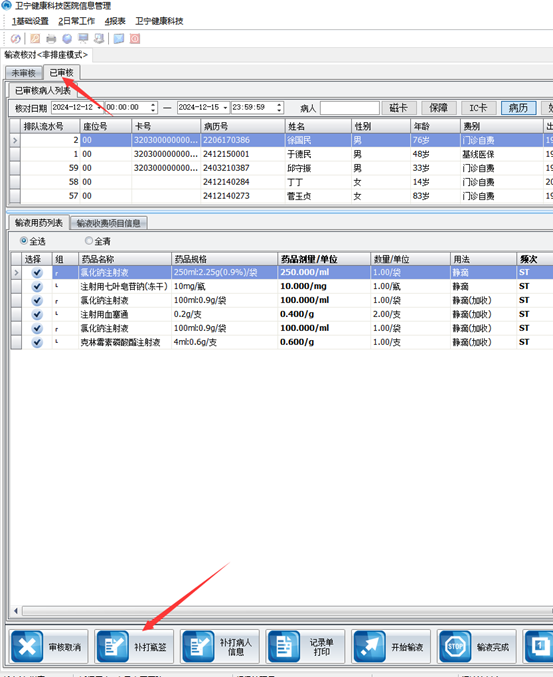 卫宁健康科技医院信息管理
1基础设置 2日常工作 4报表 卫宁健康科技
输液核对<非排座模式>
未审核 已审核
已审核病人列表
核对日期 2024-12-12 00:00:00 — 2024-12-15 23:59:59 病人 磁卡 保障 IC卡 病历
排队流水号 座位号 卡号 病历号 姓名 性别 年龄 费别
2 00 320300000000... 2206170386 徐国民 男 76岁 门诊自费
1 00 320300000000... 2412150001 于德民 男 48岁 基线医保
59 00 320300000000... 2403210387 邱守振 男 33岁 门诊自费
58 00 2412140284 丁丁 女 14岁 门诊自费
57 00 2412140273 菅玉贞 女 83岁 门诊自费
输液用药列表 输液收费项目信息
全选 全清
选择 组 药品名称 药品规格 药品剂量/单位 数量/单位 用法 频次
┌ 氯化钠注射液 250ml:2.25g(0.9%)/袋 250.000/ml 1.00/袋 静滴 ST
└ 注射用七叶皂苷钠(冻干) 10mg/瓶 10.000/mg 1.00/瓶 静滴 ST
┌ 氯化钠注射液 100ml:0.9g/袋 100.000/ml 1.00/袋 静滴(加收) ST
└ 注射用血塞通 0.2g/支 0.400/g 2.00/支 静滴(加收) ST
┌ 氯化钠注射液 100ml:0.9g/袋 100.000/ml 1.00/袋 静滴(加收) ST
└ 克林霉素磷酸酯注射液 4ml:0.6g/支 0.600/g 1.00/支 静滴(加收) ST
审核取消 补打瓶签 补打病人信息 记录单打印 开始输液 STOP 输液完成 1